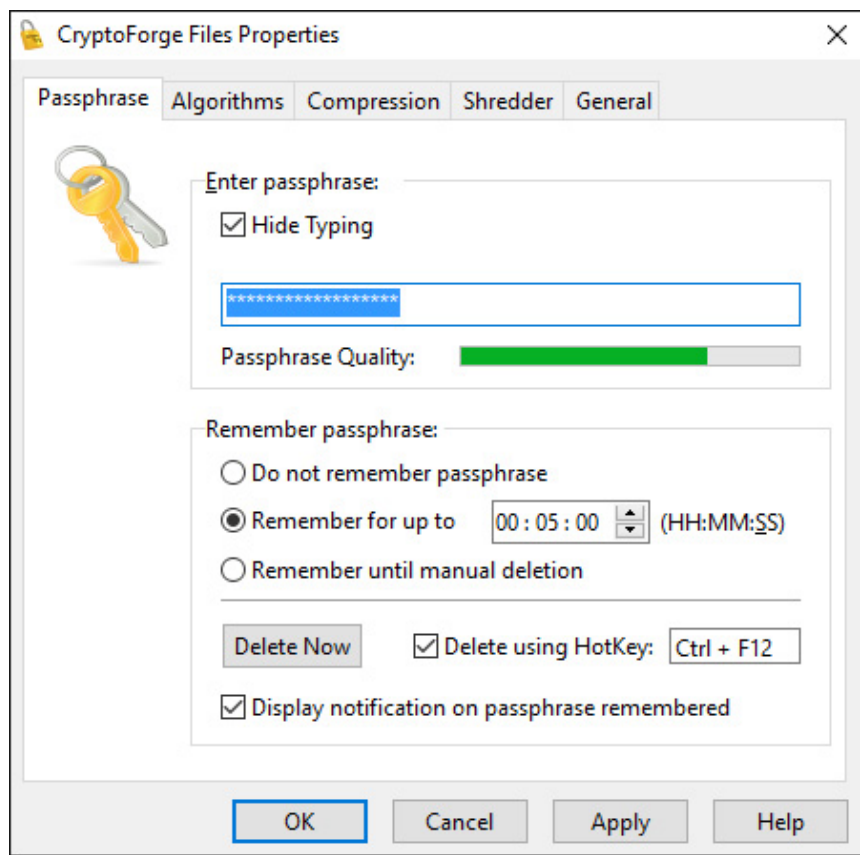 CryptoForge Files Properties
Passphrase Algorithms Compression Shredder General
Enter passphrase:
Hide Typing
******************
Passphrase Quality:
Remember passphrase:
Do not remember passphrase
Remember for up to 00 : 05 : 00 (HH:MM:SS)
Remember until manual deletion
Delete Now Delete using HotKey: Ctrl + F12
Display notification on passphrase remembered
OK Cancel Apply Help